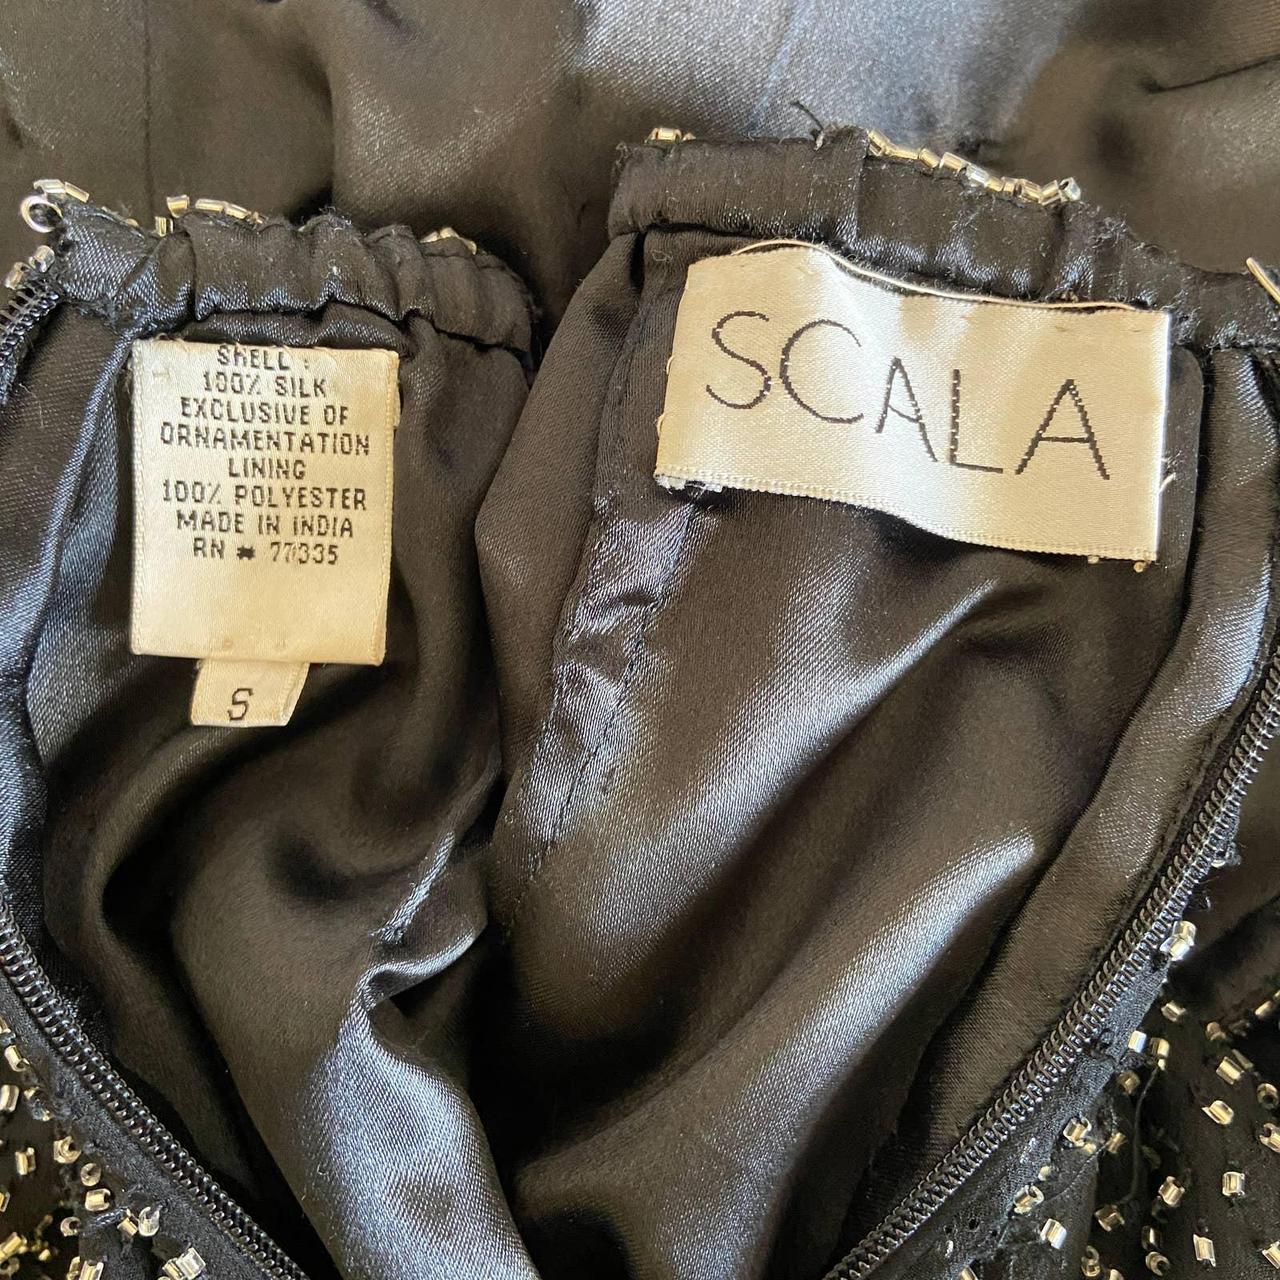 SHELL :
100% SILK
EXCLUSIVE OF
ORNAMENTATION
LINING
100% POLYESTER
MADE IN INDIA
RN # 77335
S
SCALA